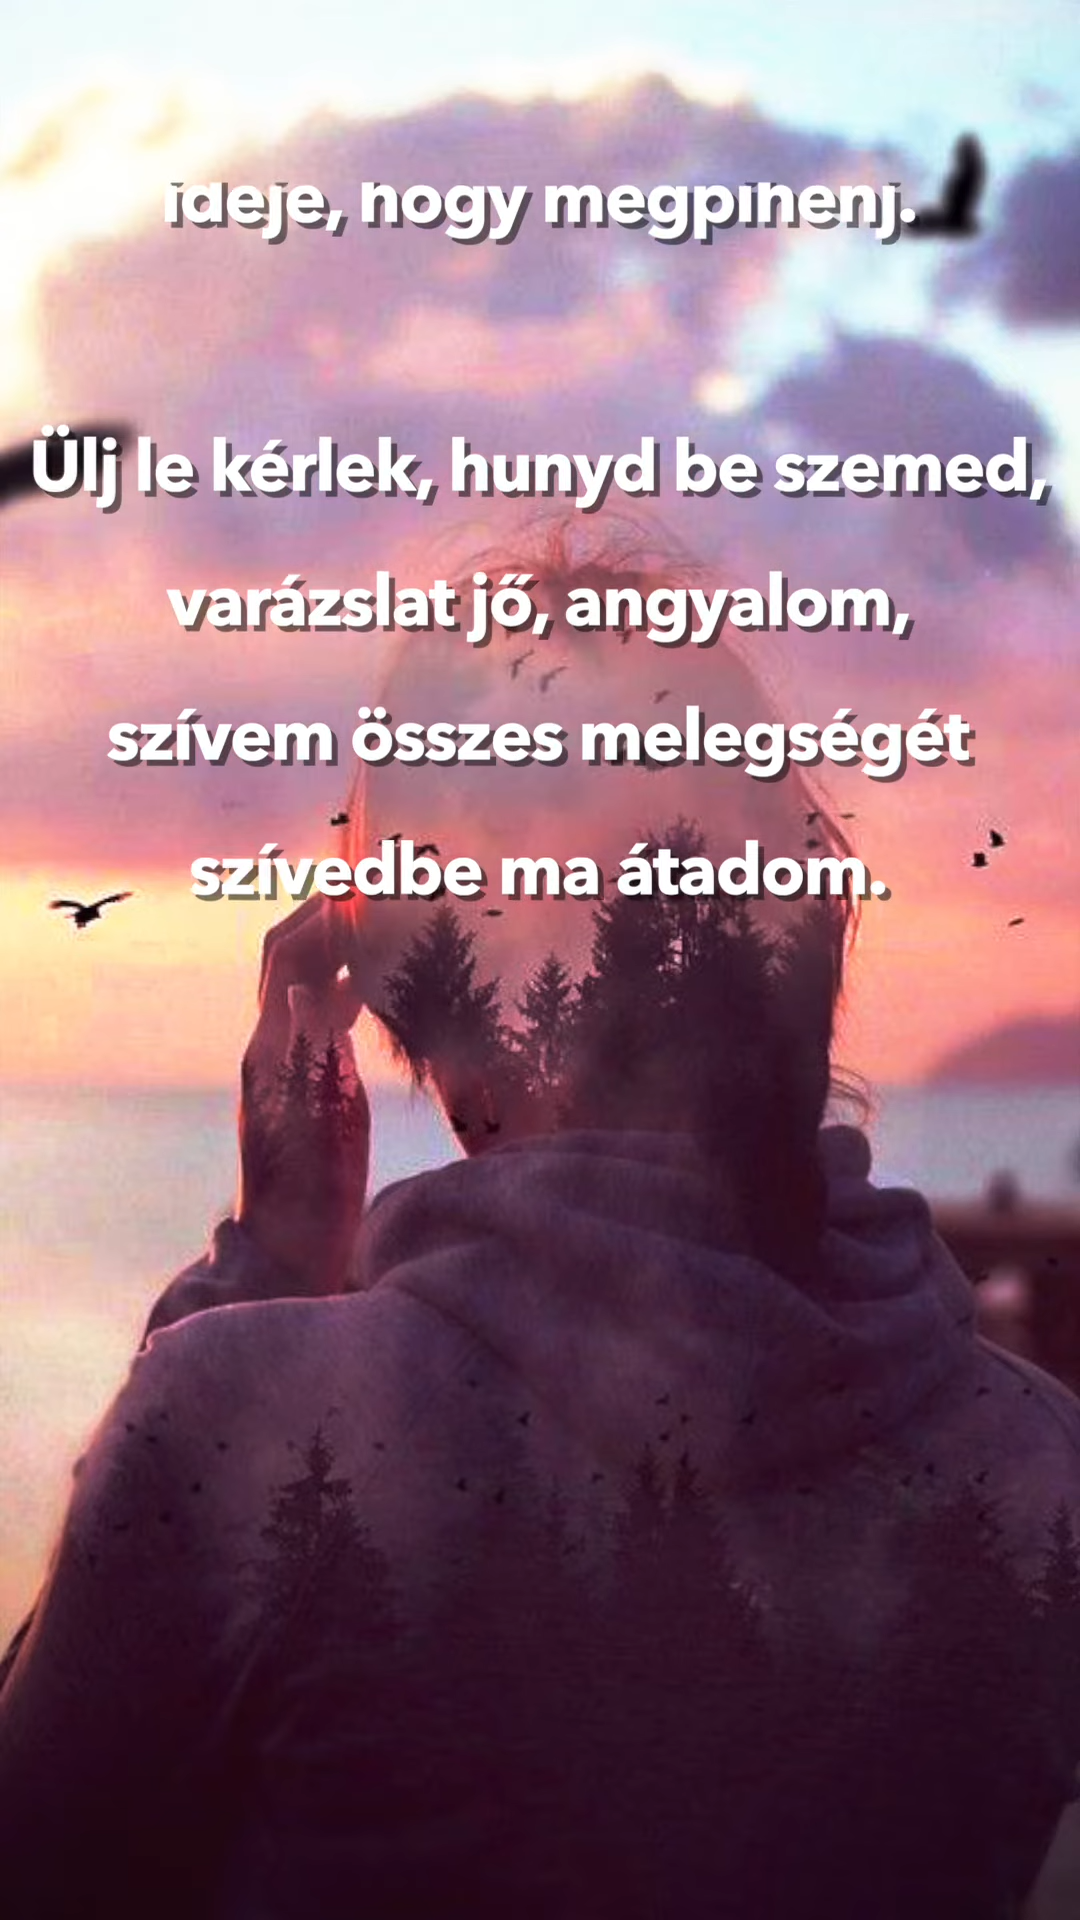 ideje, hogy megpihenj.
Ülj le kérlek, hunyd be szemed,
varázslat jő, angyalom,
szívem összes melegségét
szívedbe ma átadom.